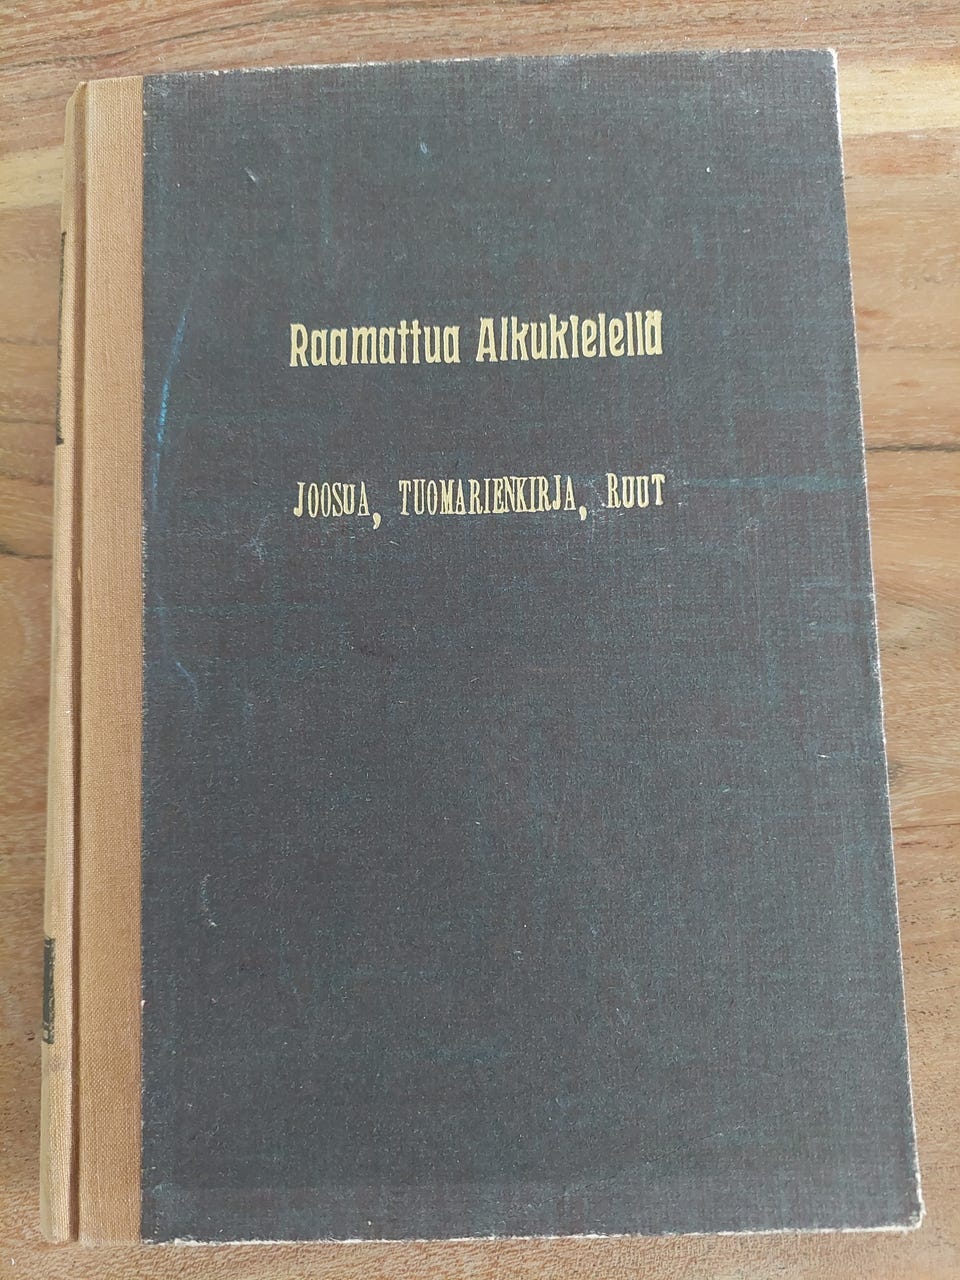 Raamattua Alkukielellä
JOOSUA, TUOMARIENKIRJA, RUUT